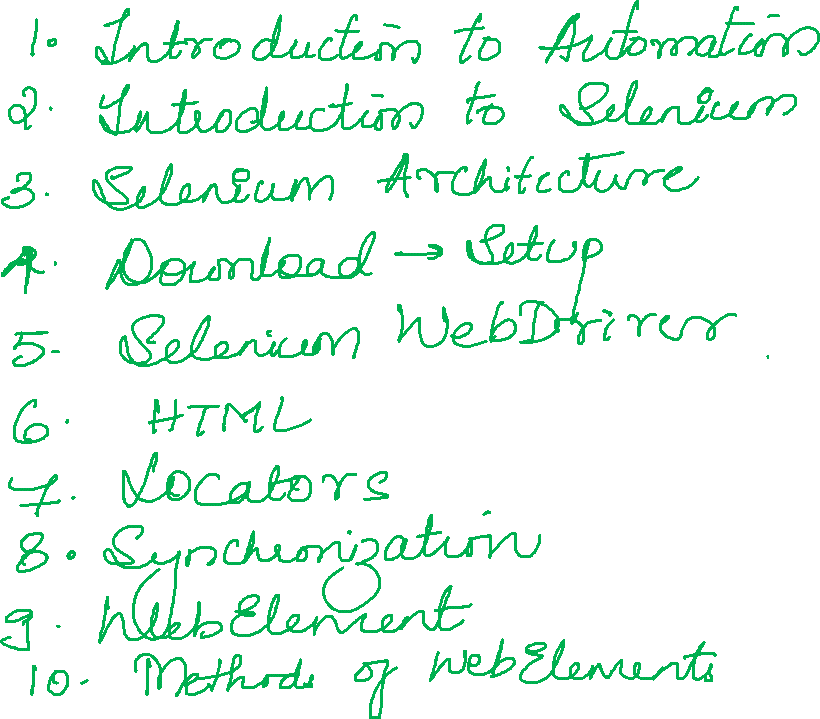 1. Introduction to Automation
2. Introduction to Selenium
3. Selenium Architecture
4. Download → Setup
5. Selenium WebDriver
6. HTML
7. Locators
8. Synchronization
9. WebElement
10. Methods of WebElements